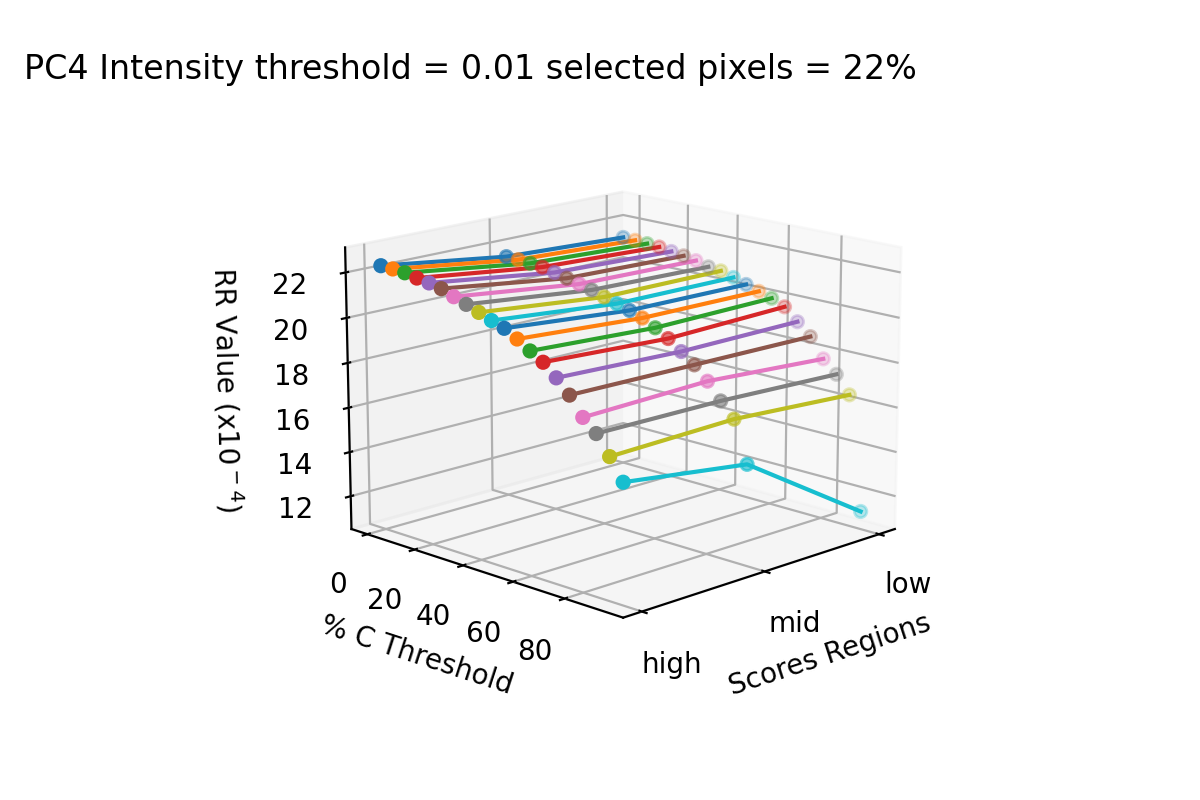 PC4 Intensity threshold = 0.01 selected pixels = 22%
RR Value (x10⁻⁴)
22
20
18
16
14
12
0
20
40
60
80
% C Threshold
high
mid
low
Scores Regions